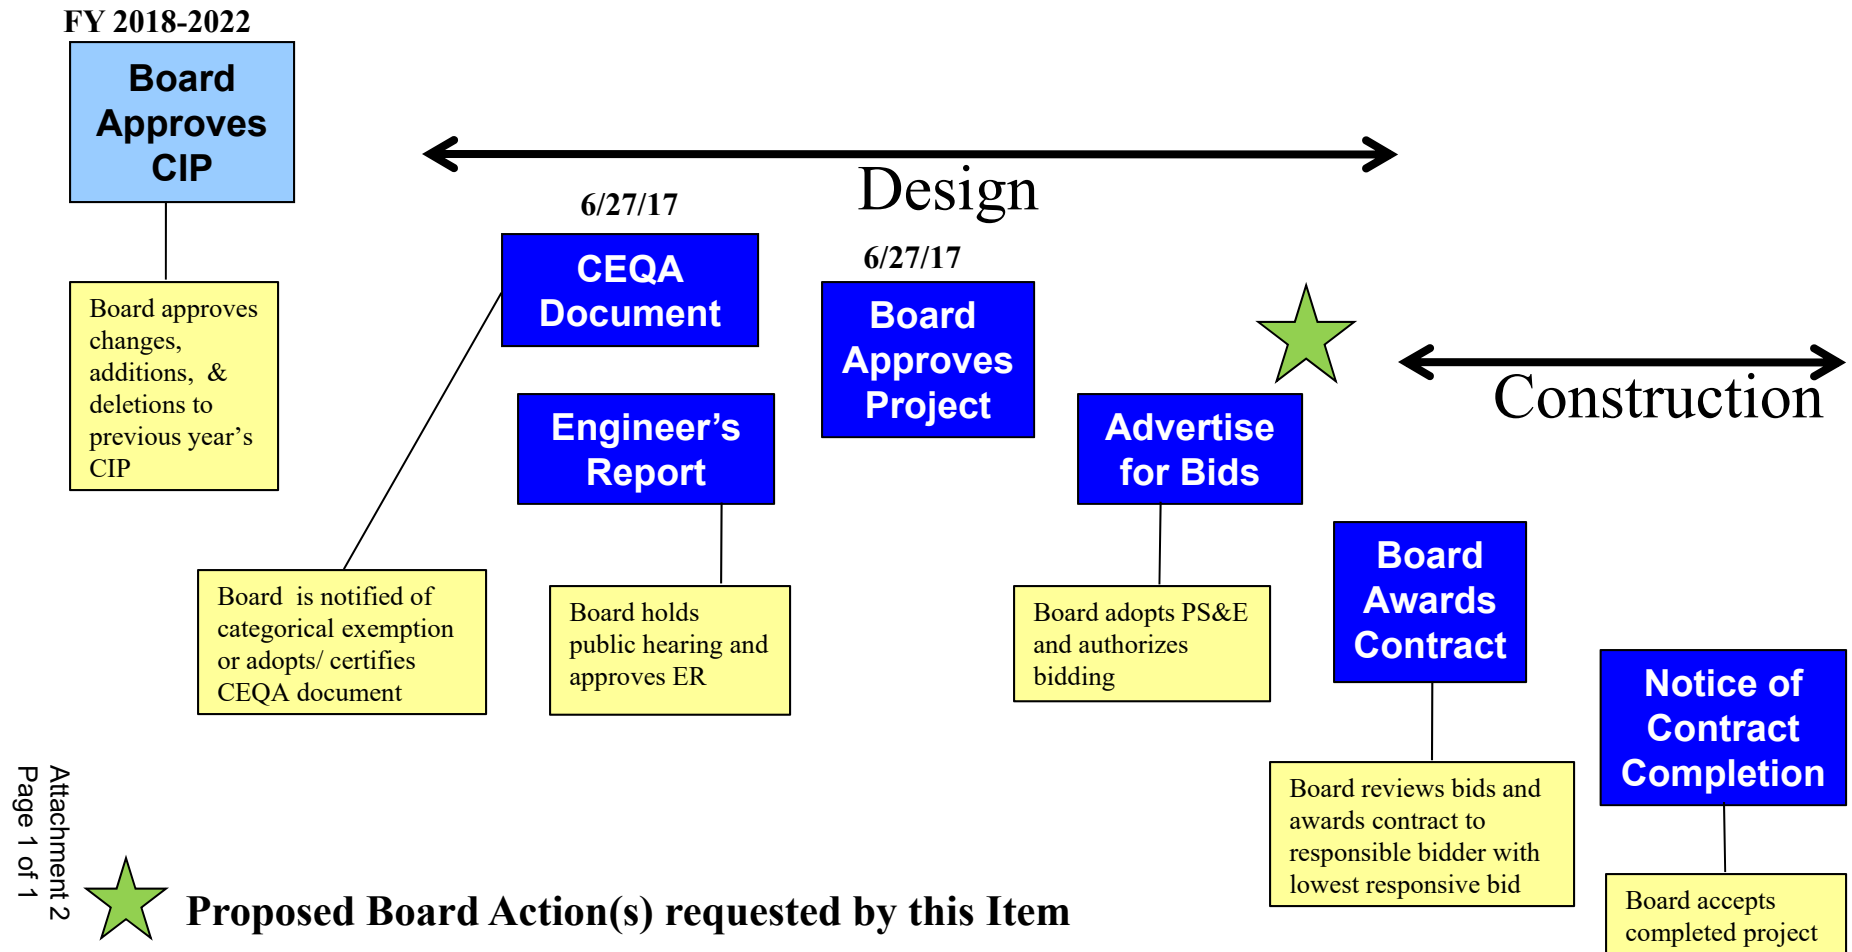 FY 2018-2022
Board
Approves
CIP
Board approves
changes,
additions, &
deletions to
previous year’s
CIP
Design
6/27/17
CEQA
Document
Board is notified of
categorical exemption
or adopts/ certifies
CEQA document
Engineer’s
Report
Board holds
public hearing and
approves ER
6/27/17
Board
Approves
Project
Advertise
for Bids
Board adopts PS&E
and authorizes
bidding
Construction
Board
Awards
Contract
Board reviews bids and
awards contract to
responsible bidder with
lowest responsive bid
Notice of
Contract
Completion
Board accepts
completed project
Attachment 2
Page 1 of 1
Proposed Board Action(s) requested by this Item